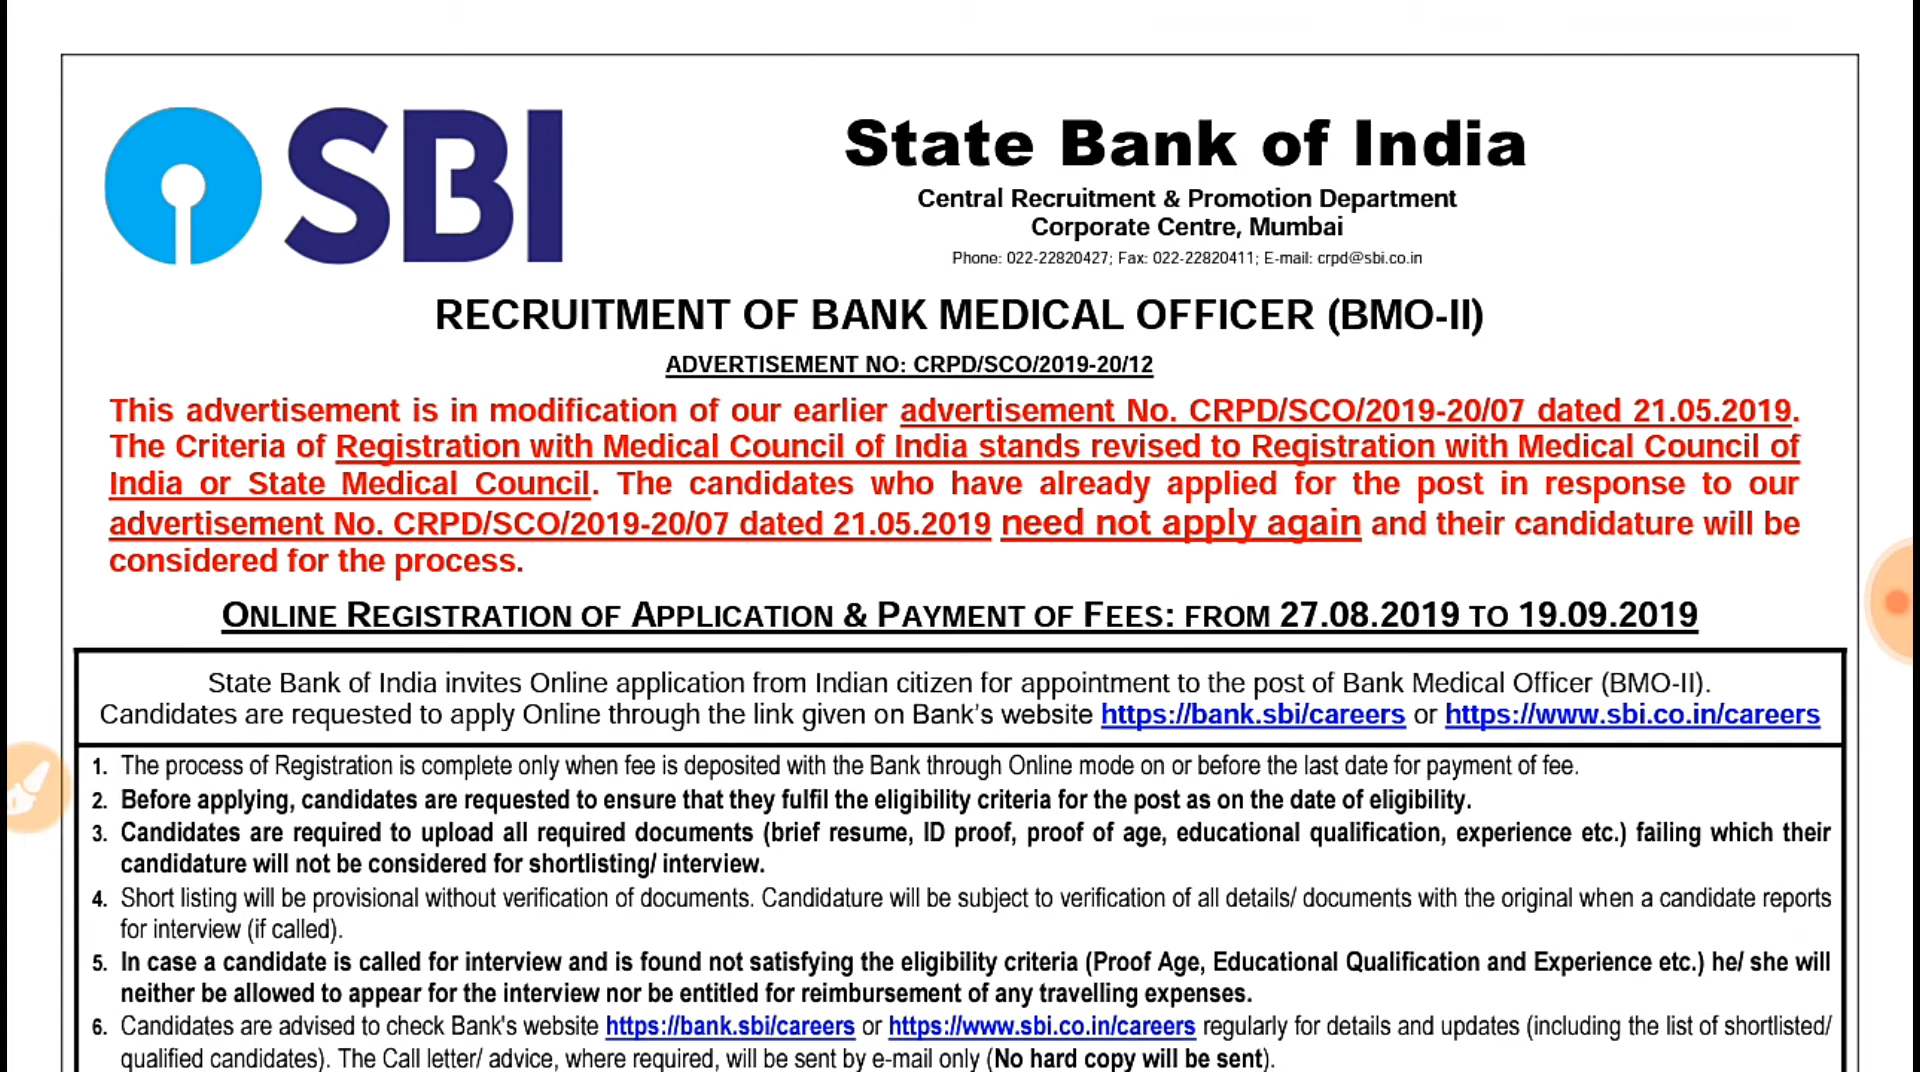 SBI
State Bank of India
Central Recruitment & Promotion Department
Corporate Centre, Mumbai
Phone: 022-22820427; Fax: 022-22820411; E-mail: crpd@sbi.co.in
RECRUITMENT OF BANK MEDICAL OFFICER (BMO-II)
ADVERTISEMENT NO: CRPD/SCO/2019-20/12
This advertisement is in modification of our earlier advertisement No. CRPD/SCO/2019-20/07 dated 21.05.2019.
The Criteria of Registration with Medical Council of India stands revised to Registration with Medical Council of
India or State Medical Council. The candidates who have already applied for the post in response to our
advertisement No. CRPD/SCO/2019-20/07 dated 21.05.2019 need not apply again and their candidature will be
considered for the process.
ONLINE REGISTRATION OF APPLICATION & PAYMENT OF FEES: FROM 27.08.2019 TO 19.09.2019
State Bank of India invites Online application from Indian citizen for appointment to the post of Bank Medical Officer (BMO-II).
Candidates are requested to apply Online through the link given on Bank's website https://bank.sbi/careers or https://www.sbi.co.in/careers
1. The process of Registration is complete only when fee is deposited with the Bank through Online mode on or before the last date for payment of fee.
2. Before applying, candidates are requested to ensure that they fulfil the eligibility criteria for the post as on the date of eligibility.
3. Candidates are required to upload all required documents (brief resume, ID proof, proof of age, educational qualification, experience etc.) failing which their
candidature will not be considered for shortlisting/ interview.
4. Short listing will be provisional without verification of documents. Candidature will be subject to verification of all details/ documents with the original when a candidate reports
for interview (if called).
5. In case a candidate is called for interview and is found not satisfying the eligibility criteria (Proof Age, Educational Qualification and Experience etc.) he/ she will
neither be allowed to appear for the interview nor be entitled for reimbursement of any travelling expenses.
6. Candidates are advised to check Bank's website https://bank.sbi/careers or https://www.sbi.co.in/careers regularly for details and updates (including the list of shortlisted/
qualified candidates). The Call letter/ advice, where required, will be sent by e-mail only (No hard copy will be sent).